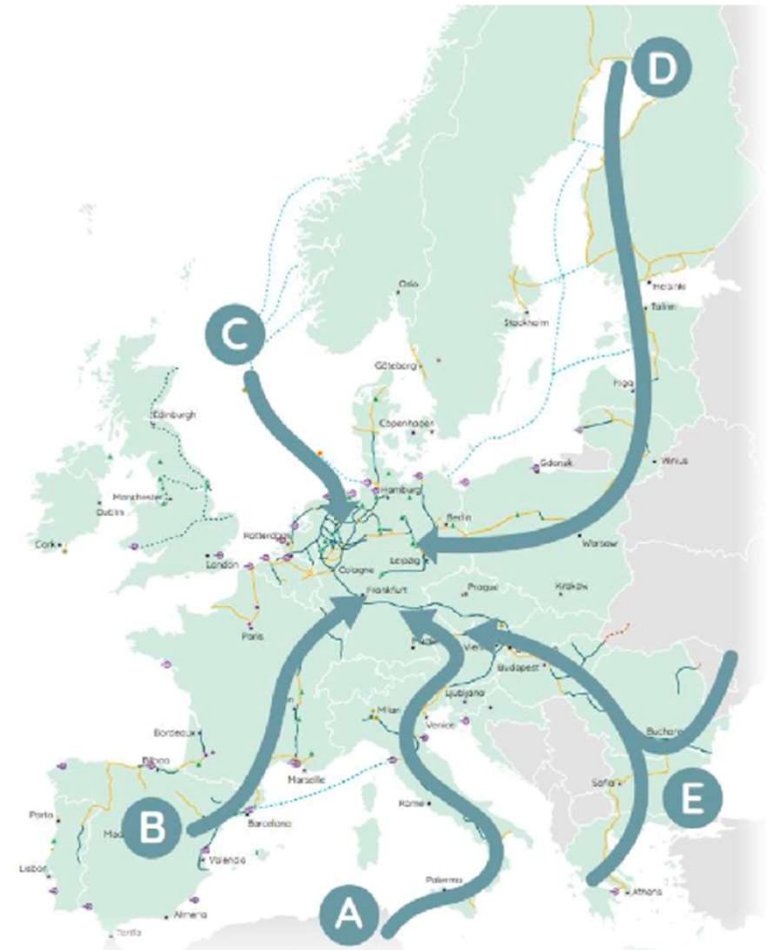 D
Oslo
Helsinki
Tallinn
Stockholm
C
Göteborg
Riga
Edinburgh
Copenhagen
Vilnius
Gdansk
Manchester
Hamburg
Dublin
Berlin
Rotterdam
Cork
Warsaw
London
Leipzig
Cologne
Frankfurt
Prague
Krakow
Paris
Budapest
Ljubljana
Milan
Venice
Bordeaux
Bilbao
Marseille
Sofia
E
Porto
B
Rome
Barcelona
Valencia
Lisbon
Palermo
Athens
A
Almeria
Tarifa